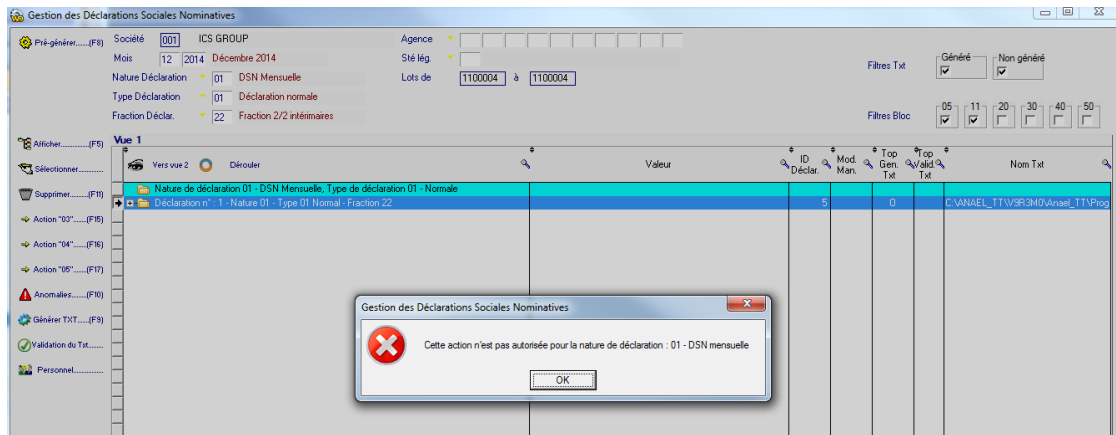 Gestion des Déclarations Sociales Nominatives
Pré-générer......(F8)
Société 001 ICS GROUP
Agence
Mois 12 2014 Décembre 2014
Sté lég.
Nature Déclaration 01 DSN Mensuelle
Lots de 1100004 à 1100004
Type Déclaration 01 Déclaration normale
Fraction Déclar. 22 Fraction 2/2 intérimaires
Filtres Txt Généré Non généré
Filtres Bloc 05 11 20 30 40 50
Afficher.............(F5)
Sélectionner..........
Supprimer........(F11)
Action "03".......(F15)
Action "04".......(F16)
Action "05".......(F17)
Anomalies.......(F10)
Générer TXT.....(F9)
Validation du Txt.......
Personnel.............
Vue 1
Vers vue 2 Dérouler Valeur ID Déclar. Mod. Man. Top Gen. Txt Top Valid. Txt Nom Txt
Nature de déclaration 01 - DSN Mensuelle, Type de déclaration 01 - Normale
Déclaration n° : 1 - Nature 01 - Type 01 Normal - Fraction 22 5 0 C:\ANAEL_TT\V9R3M0\Anael_TT\Prog
Gestion des Déclarations Sociales Nominatives
Cette action n'est pas autorisée pour la nature de déclaration : 01 - DSN mensuelle
OK